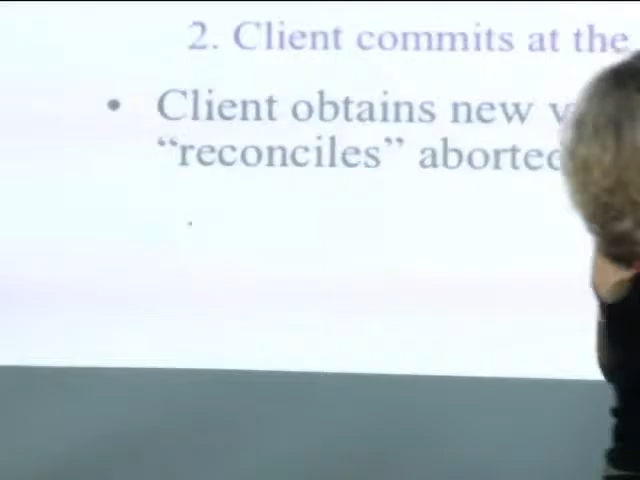 2. Client commits at the
• Client obtains new
“reconciles” aborted